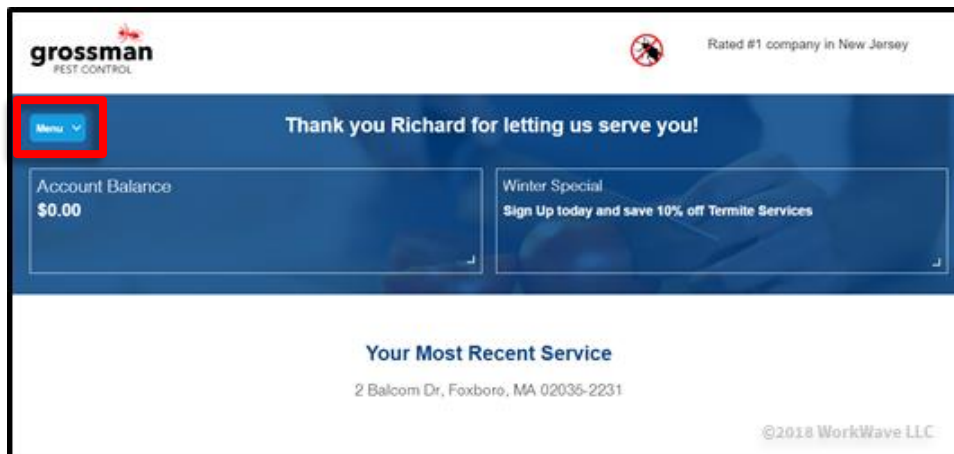 grossman
PEST CONTROL
Rated #1 company in New Jersey
Menu
Thank you Richard for letting us serve you!
Account Balance
$0.00
Winter Special
Sign Up today and save 10% off Termite Services
Your Most Recent Service
2 Balcom Dr, Foxboro, MA 02035-2231
©2018 WorkWave LLC